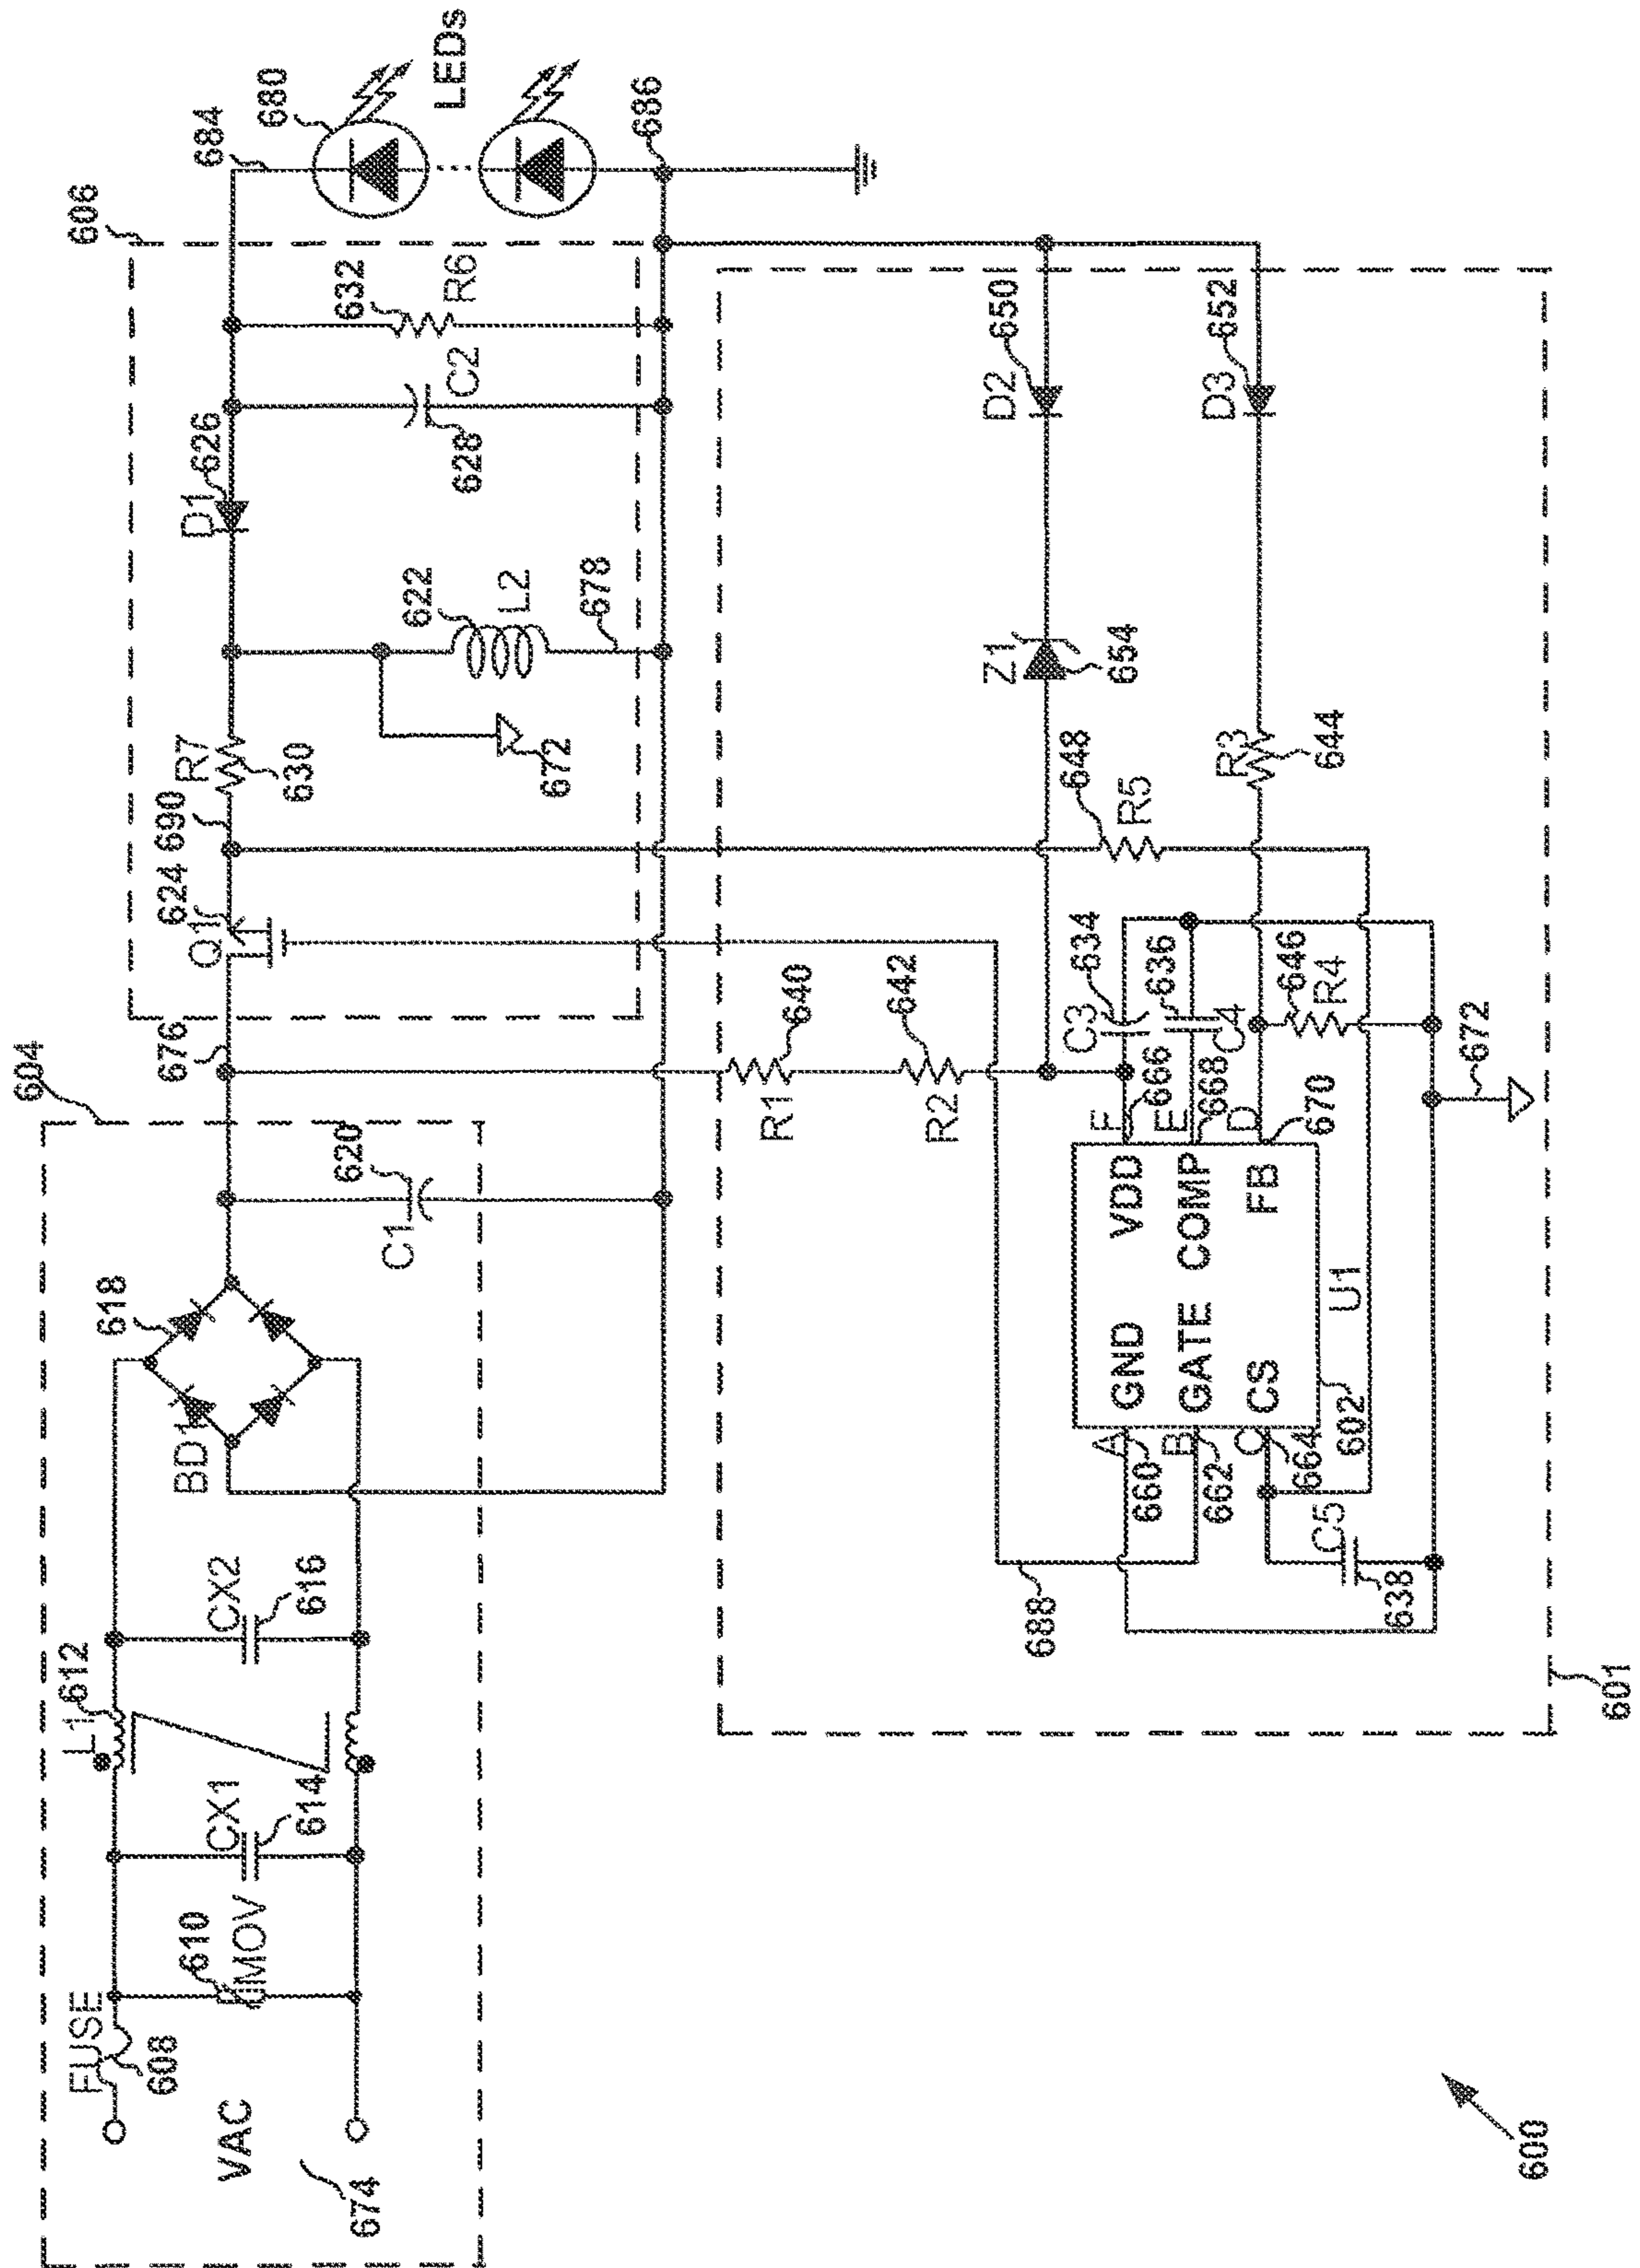 604
FUSE
608
VAC
674
610
MOV
CX1
614
L1
612
CX2
616
BD1
618
C1
620
676
606
Q1
624
690
R7
630
672
622
L2
678
D1
626
C2
628
632
R6
684
680
LEDs
686
R1
640
R2
642
688
Z1
654
D2
650
D3
652
R3
644
648
R5
C3
634
636
C4
646
R4
672
F
666
E
668
D
670
GND VDD
GATE COMP
CS FB
U1
602
A
660
B
662
C
664
C5
638
601
600